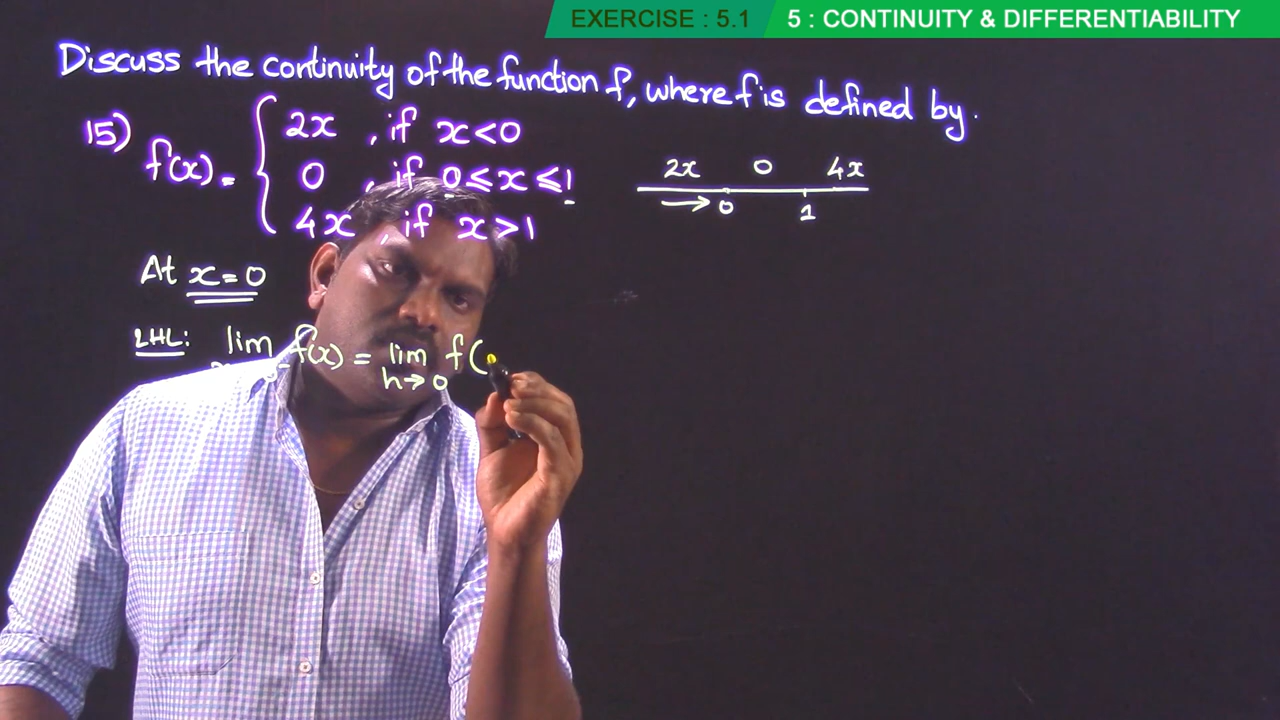 EXERCISE : 5.1 5 : CONTINUITY & DIFFERENTIABILITY
Discuss the continuity of the function f, where f is defined by.
15) f(x) = { 2x , if x<0
0 , if 0≤x≤1
4x , if x>1
2x 0 4x
→ 0 1
At x=0
LHL: lim f(x) = lim f(
h→0